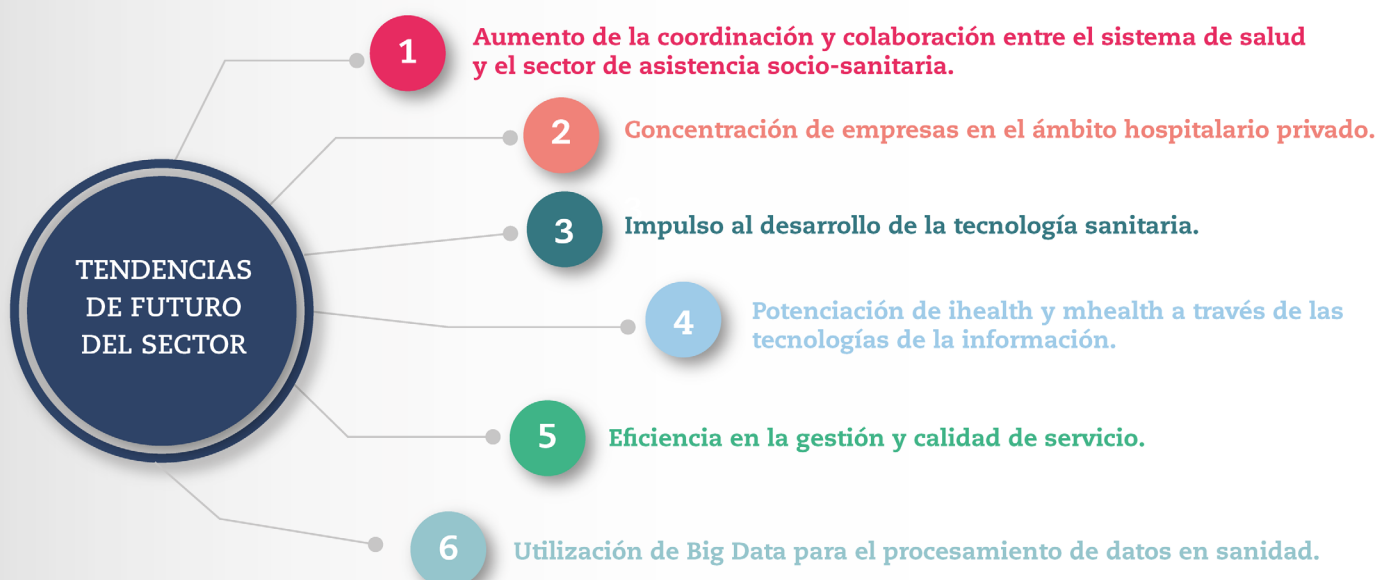 TENDENCIAS
DE FUTURO
DEL SECTOR
1
Aumento de la coordinación y colaboración entre el sistema de salud
y el sector de asistencia socio-sanitaria.
2
Concentración de empresas en el ámbito hospitalario privado.
3
Impulso al desarrollo de la tecnología sanitaria.
4
Potenciación de ihealth y mhealth a través de las
tecnologías de la información.
5
Eficiencia en la gestión y calidad de servicio.
6
Utilización de Big Data para el procesamiento de datos en sanidad.